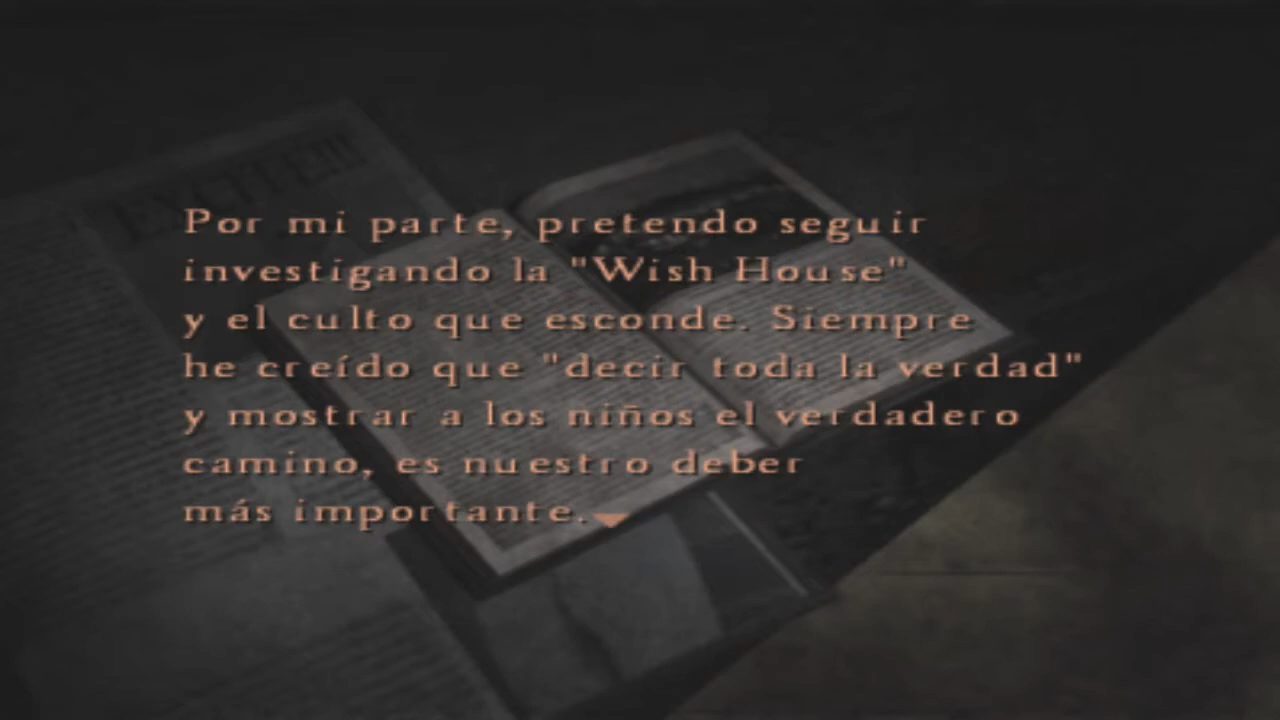 EXCITE!!!
Por mi parte, pretendo seguir
investigando la "Wish House"
y el culto que esconde. Siempre
he creído que "decir toda la verdad"
y mostrar a los niños el verdadero
camino, es nuestro deber
más importante.